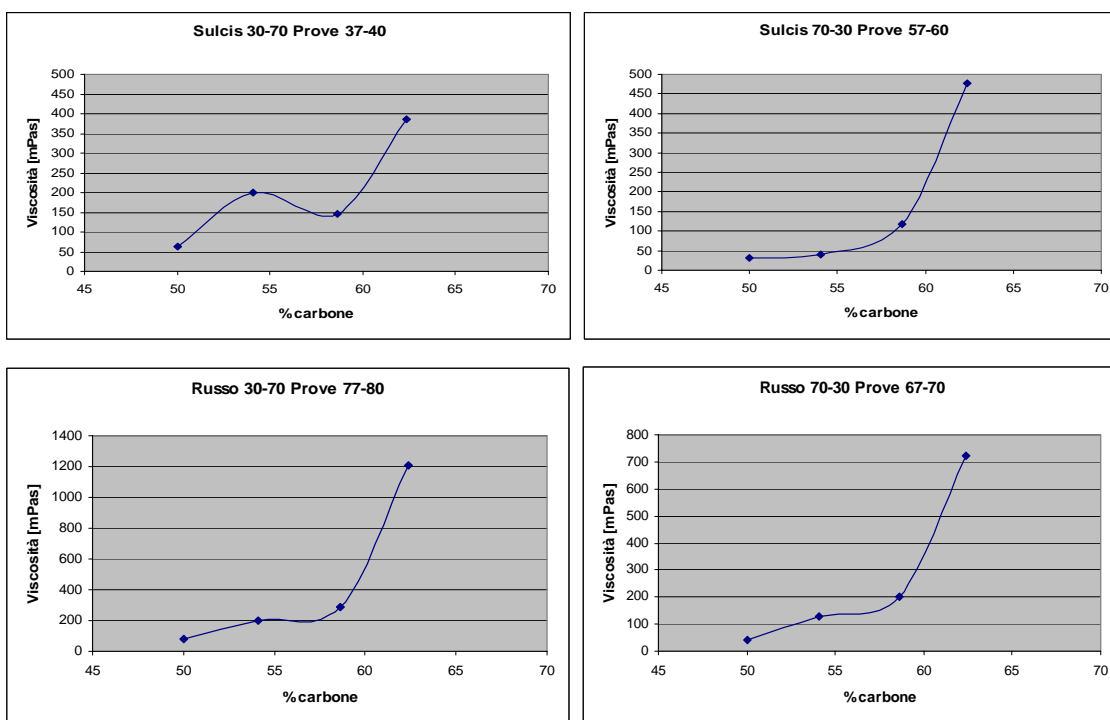 Sulcis 30-70 Prove 37-40
Viscosità [mPas]
500
450
400
350
300
250
200
150
100
50
0
45 50 55 60 65 70
% carbone
Sulcis 70-30 Prove 57-60
Viscosità [mPas]
500
450
400
350
300
250
200
150
100
50
0
45 50 55 60 65 70
% carbone
Russo 30-70 Prove 77-80
Viscosità [mPas]
1400
1200
1000
800
600
400
200
0
45 50 55 60 65 70
% carbone
Russo 70-30 Prove 67-70
Viscosità [mPas]
800
700
600
500
400
300
200
100
0
45 50 55 60 65 70
% carbone